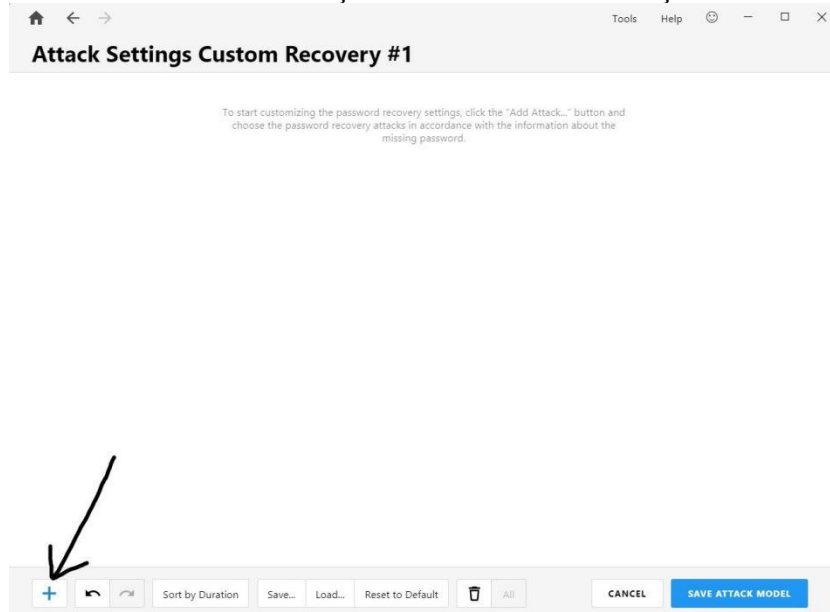 Tools Help
Attack Settings Custom Recovery #1
To start customizing the password recovery settings, click the "Add Attack..." button and
choose the password recovery attacks in accordance with the information about the
missing password.
Sort by Duration Save... Load... Reset to Default All CANCEL SAVE ATTACK MODEL